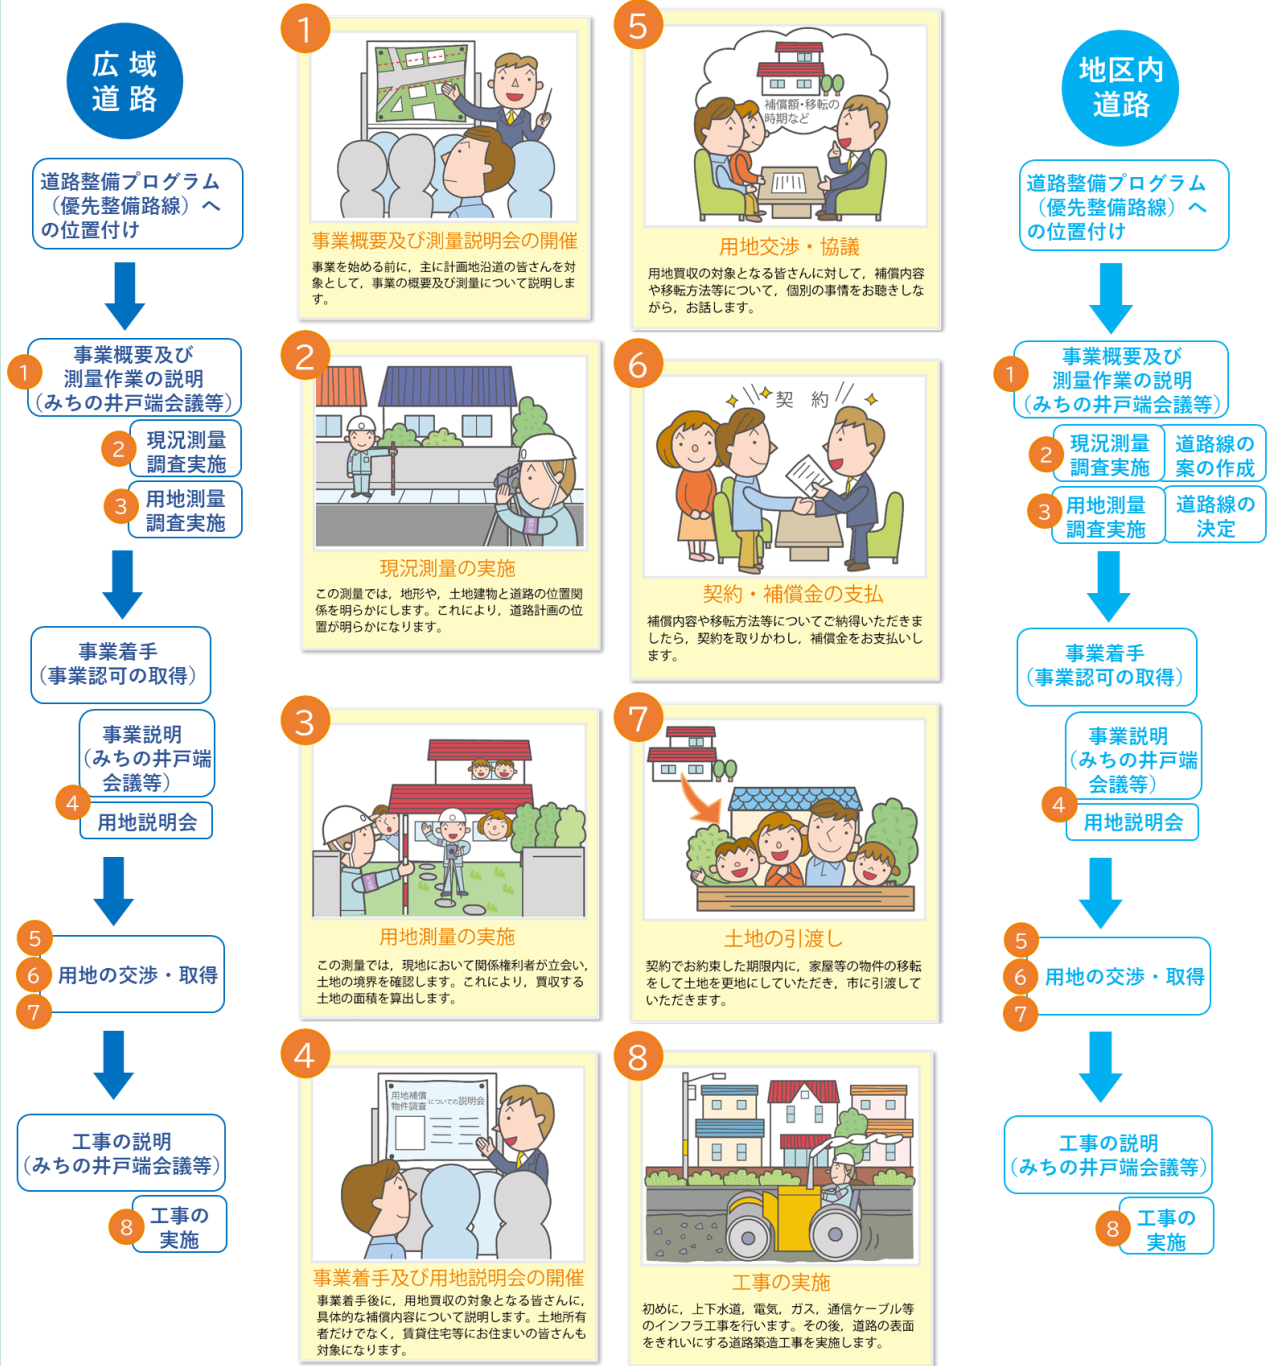 広域
道路
道路整備プログラム
（優先整備路線）へ
の位置付け
1
事業概要及び
測量作業の説明
（みちの井戸端会議等）
2
現況測量
調査実施
3
用地測量
調査実施
事業着手
（事業認可の取得）
事業説明
（みちの井戸端
会議等）
4
用地説明会
5
6
7
用地の交渉・取得
工事の説明
（みちの井戸端会議等）
8
工事の
実施
1
事業概要及び測量説明会の開催
事業を始める前に，主に計画地沿道の皆さんを対
象として，事業の概要及び測量について説明しま
す。
2
現況測量の実施
この測量では，地形や，土地建物と道路の位置関
係を明らかにします。これにより，道路計画の位
置が明らかになります。
3
用地測量の実施
この測量では，現地において関係権利者が立会い，
土地の境界を確認します。これにより，買収する
土地の面積を算出します。
4
用地補償
物件調査
についての説明会
事業着手及び用地説明会の開催
事業着手後に，用地買収の対象となる皆さんに，
具体的な補償内容について説明します。土地所有
者だけでなく，賃貸住宅等にお住まいの皆さんも
対象になります。
5
補償額・移転の
時期など
用地交渉・協議
用地買収の対象となる皆さんに対して，補償内容
や移転方法等について，個別の事情をお聴きしな
がら，お話します。
6
契約
契約・補償金の支払
補償内容や移転方法等についてご納得いただきま
したら，契約を取りかわし，補償金をお支払いし
ます。
7
土地の引渡し
契約でお約束した期限内に，家屋等の物件の移転
をして土地を更地にしていただき，市に引渡して
いただきます。
8
工事の実施
初めに，上下水道，電気，ガス，通信ケーブル等
のインフラ工事を行います。その後，道路の表面
をきれいにする道路築造工事を実施します。
地区内
道路
道路整備プログラム
（優先整備路線）へ
の位置付け
1
事業概要及び
測量作業の説明
（みちの井戸端会議等）
2
現況測量
調査実施
道路線の
案の作成
3
用地測量
調査実施
道路線の
決定
事業着手
（事業認可の取得）
事業説明
（みちの井戸端
会議等）
4
用地説明会
5
6
7
用地の交渉・取得
工事の説明
（みちの井戸端会議等）
8
工事の
実施